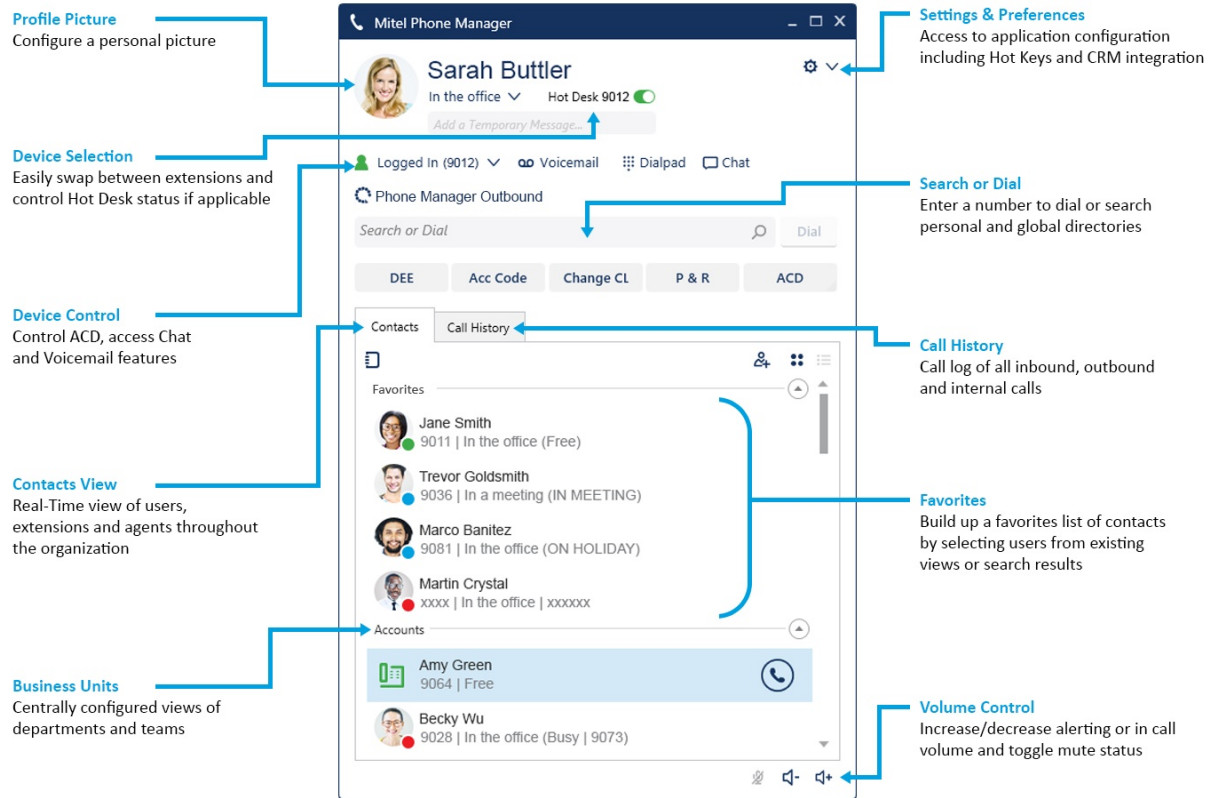 Profile Picture
Configure a personal picture
Device Selection
Easily swap between extensions and
control Hot Desk status if applicable
Device Control
Control ACD, access Chat
and Voicemail features
Contacts View
Real-Time view of users,
extensions and agents throughout
the organization
Business Units
Centrally configured views of
departments and teams
Mitel Phone Manager
Sarah Buttler
In the office
Hot Desk 9012
Add a Temporary Message...
Logged In (9012)
Voicemail
Dialpad
Chat
Phone Manager Outbound
Search or Dial
Dial
DEE
Acc Code
Change CL
P & R
ACD
Contacts
Call History
Favorites
Jane Smith
9011 | In the office (Free)
Trevor Goldsmith
9036 | In a meeting (IN MEETING)
Marco Banitez
9081 | In the office (ON HOLIDAY)
Martin Crystal
xxxx | In the office | xxxxxx
Accounts
Amy Green
9064 | Free
Becky Wu
9028 | In the office (Busy | 9073)
Settings & Preferences
Access to application configuration
including Hot Keys and CRM integration
Search or Dial
Enter a number to dial or search
personal and global directories
Call History
Call log of all inbound, outbound
and internal calls
Favorites
Build up a favorites list of contacts
by selecting users from existing
views or search results
Volume Control
Increase/decrease alerting or in call
volume and toggle mute status